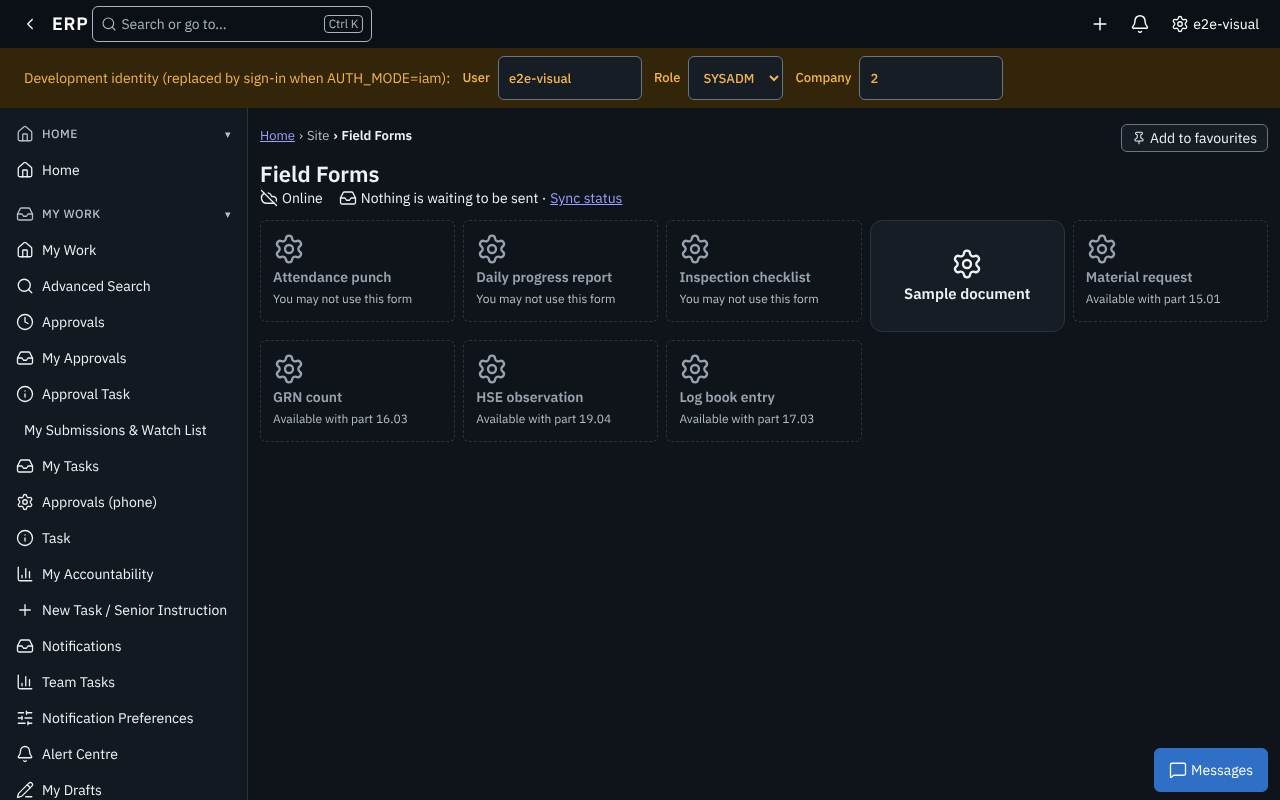 ERP
Search or go to...
Ctrl K
e2e-visual
Development identity (replaced by sign-in when AUTH_MODE=iam):
User
e2e-visual
Role
SYSADM
Company
2
HOME
Home
MY WORK
My Work
Advanced Search
Approvals
My Approvals
Approval Task
My Submissions & Watch List
My Tasks
Approvals (phone)
Task
My Accountability
New Task / Senior Instruction
Notifications
Team Tasks
Notification Preferences
Alert Centre
My Drafts
Home › Site › Field Forms
Add to favourites
Field Forms
Online
Nothing is waiting to be sent · Sync status
Attendance punch
You may not use this form
Daily progress report
You may not use this form
Inspection checklist
You may not use this form
Sample document
Material request
Available with part 15.01
GRN count
Available with part 16.03
HSE observation
Available with part 19.04
Log book entry
Available with part 17.03
Messages